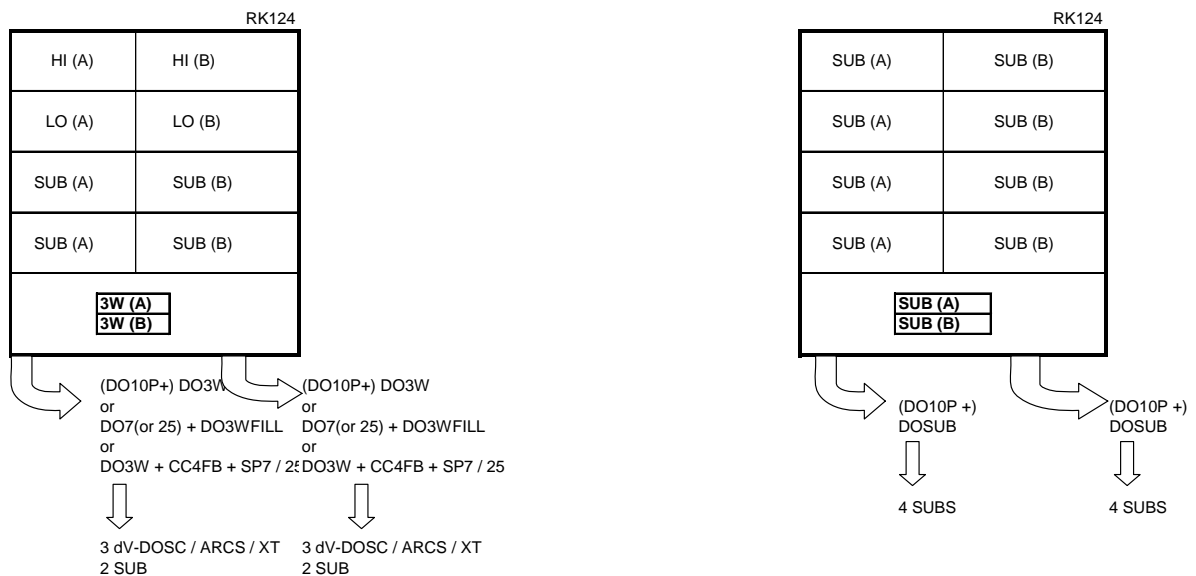 RK124
HI (A) HI (B)
LO (A) LO (B)
SUB (A) SUB (B)
SUB (A) SUB (B)
3W (A)
3W (B)
(DO10P+) DO3W
or
DO7(or 25) + DO3WFILL
or
DO3W + CC4FB + SP7 / 25
3 dV-DOSC / ARCS / XT
2 SUB
(DO10P+) DO3W
or
DO7(or 25) + DO3WFILL
or
DO3W + CC4FB + SP7 / 25
3 dV-DOSC / ARCS / XT
2 SUB
RK124
SUB (A) SUB (B)
SUB (A) SUB (B)
SUB (A) SUB (B)
SUB (A) SUB (B)
SUB (A)
SUB (B)
(DO10P +)
DOSUB
4 SUBS
(DO10P +)
DOSUB
4 SUBS